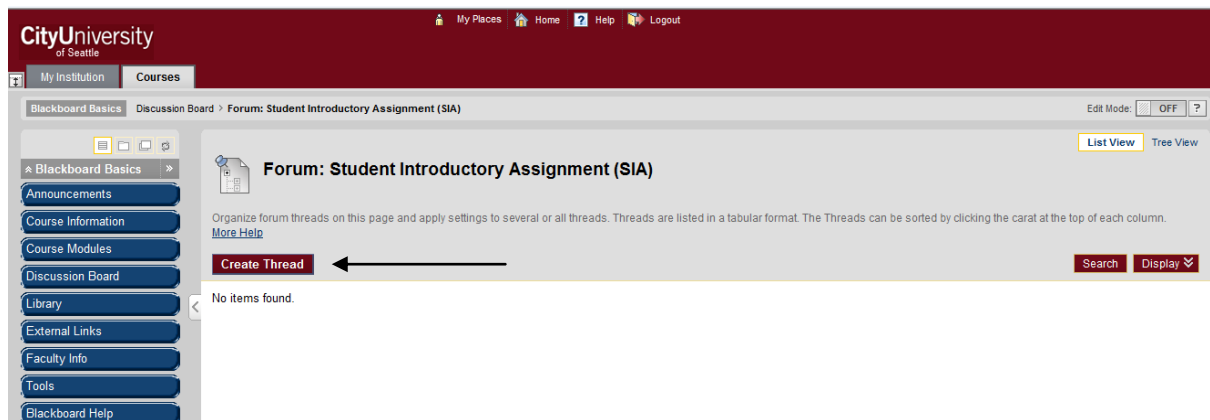 My Places Home ? Help Logout
CityUniversity
of Seattle
My Institution Courses
Blackboard Basics Discussion Board > Forum: Student Introductory Assignment (SIA) Edit Mode: OFF ?
List View Tree View
Blackboard Basics »
Forum: Student Introductory Assignment (SIA)
Announcements
Course Information
Organize forum threads on this page and apply settings to several or all threads. Threads are listed in a tabular format. The Threads can be sorted by clicking the carat at the top of each column.
More Help
Course Modules
Create Thread Search Display
Discussion Board
Library
No items found.
External Links
Faculty Info
Tools
Blackboard Help